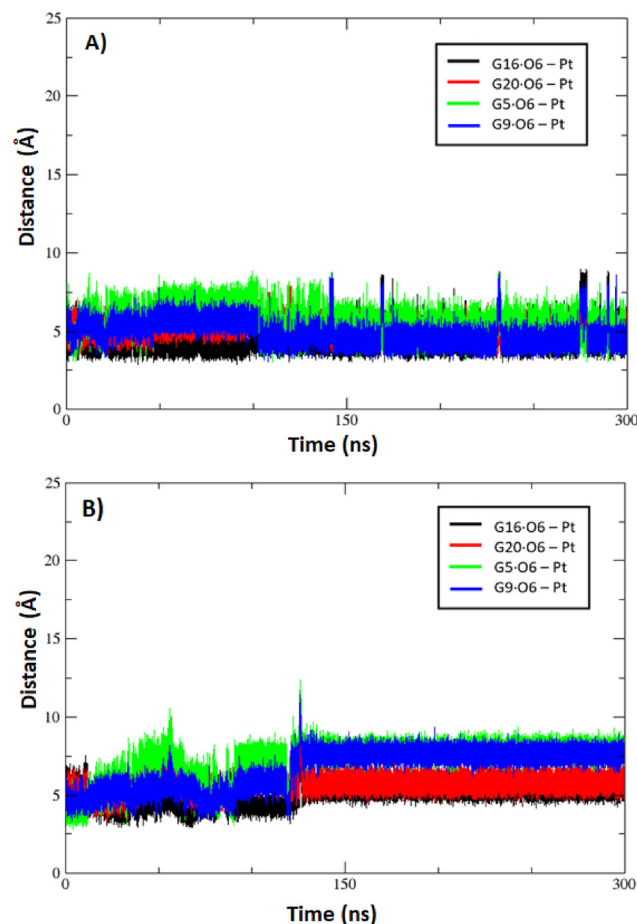 A)
25
20
15
10
5
0
Distance (Å)
G16·O6 – Pt
G20·O6 – Pt
G5·O6 – Pt
G9·O6 – Pt
0
150
300
Time (ns)
B)
25
20
15
10
5
0
Distance (Å)
G16·O6 – Pt
G20·O6 – Pt
G5·O6 – Pt
G9·O6 – Pt
0
150
300
Time (ns)